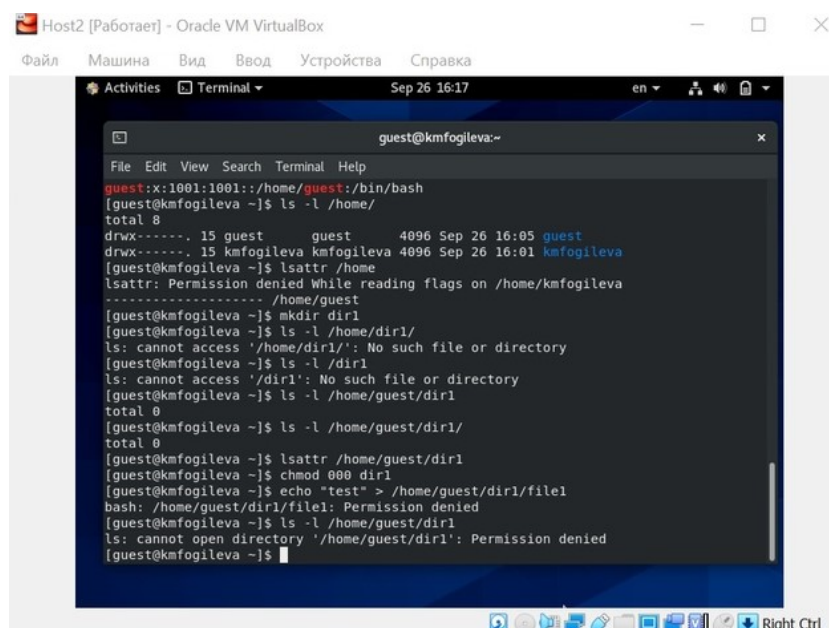 Host2 [Работает] - Oracle VM VirtualBox
Файл Машина Вид Ввод Устройства Справка
Activities Terminal Sep 26 16:17 en
guest@kmfogileva:~
File Edit View Search Terminal Help
guest:x:1001:1001::/home/guest:/bin/bash
[guest@kmfogileva ~]$ ls -l /home/
total 8
drwx------. 15 guest guest 4096 Sep 26 16:05 guest
drwx------. 15 kmfogileva kmfogileva 4096 Sep 26 16:01 kmfogileva
[guest@kmfogileva ~]$ lsattr /home
lsattr: Permission denied While reading flags on /home/kmfogileva
-------------------- /home/guest
[guest@kmfogileva ~]$ mkdir dir1
[guest@kmfogileva ~]$ ls -l /home/dir1/
ls: cannot access '/home/dir1/': No such file or directory
[guest@kmfogileva ~]$ ls -l /dir1
ls: cannot access '/dir1': No such file or directory
[guest@kmfogileva ~]$ ls -l /home/guest/dir1
total 0
[guest@kmfogileva ~]$ ls -l /home/guest/dir1/
total 0
[guest@kmfogileva ~]$ lsattr /home/guest/dir1
[guest@kmfogileva ~]$ chmod 000 dir1
[guest@kmfogileva ~]$ echo "test" > /home/guest/dir1/file1
bash: /home/guest/dir1/file1: Permission denied
[guest@kmfogileva ~]$ ls -l /home/guest/dir1
ls: cannot open directory '/home/guest/dir1': Permission denied
[guest@kmfogileva ~]$
Right Ctrl